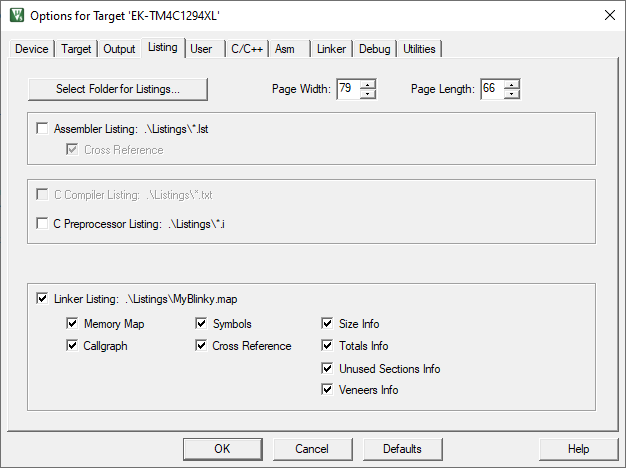 Options for Target 'EK-TM4C1294XL'
Device Target Output Listing User C/C++ Asm Linker Debug Utilities
Select Folder for Listings... Page Width: 79 Page Length: 66
Assembler Listing: .\Listings\*.lst
Cross Reference
C Compiler Listing: .\Listings\*.txt
C Preprocessor Listing: .\Listings\*.i
Linker Listing: .\Listings\MyBlinky.map
Memory Map Symbols Size Info
Callgraph Cross Reference Totals Info
Unused Sections Info
Veneers Info
OK Cancel Defaults Help